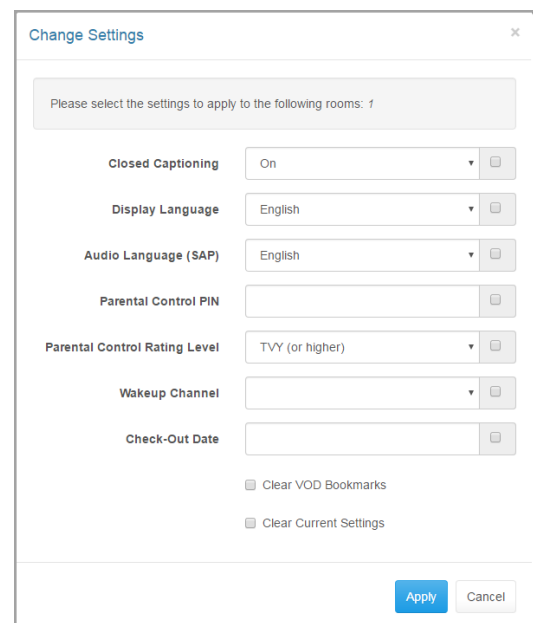 Change Settings ×
Please select the settings to apply to the following rooms: 1
Closed Captioning On
Display Language English
Audio Language (SAP) English
Parental Control PIN
Parental Control Rating Level TVY (or higher)
Wakeup Channel
Check-Out Date
Clear VOD Bookmarks
Clear Current Settings
Apply Cancel